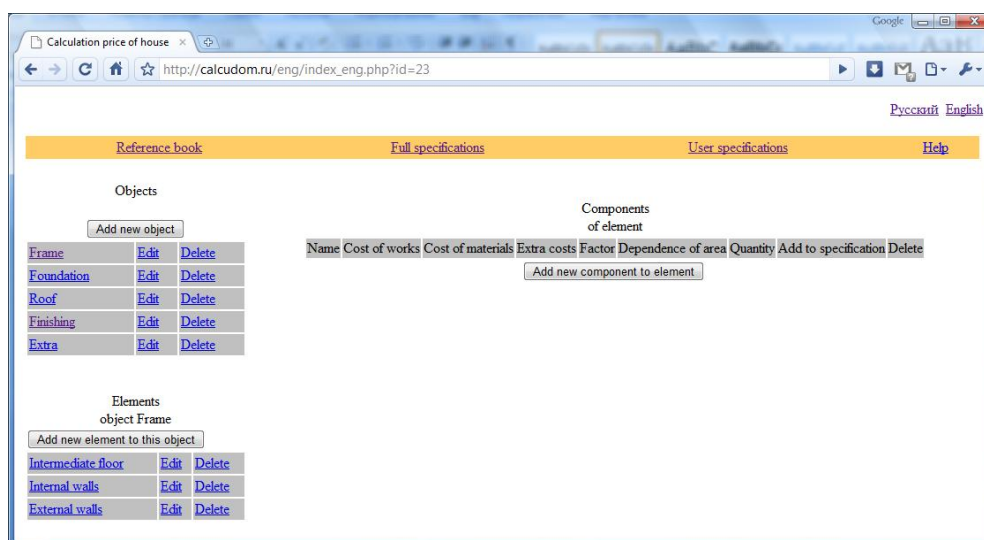 Google
Calculation price of house
http://calcudom.ru/eng/index_eng.php?id=23
Русский English
Reference book Full specifications User specifications Help
Objects
Add new object
Frame Edit Delete
Foundation Edit Delete
Roof Edit Delete
Finishing Edit Delete
Extra Edit Delete
Elements
object Frame
Add new element to this object
Intermediate floor Edit Delete
Internal walls Edit Delete
External walls Edit Delete
Components
of element
Name Cost of works Cost of materials Extra costs Factor Dependence of area Quantity Add to specification Delete
Add new component to element